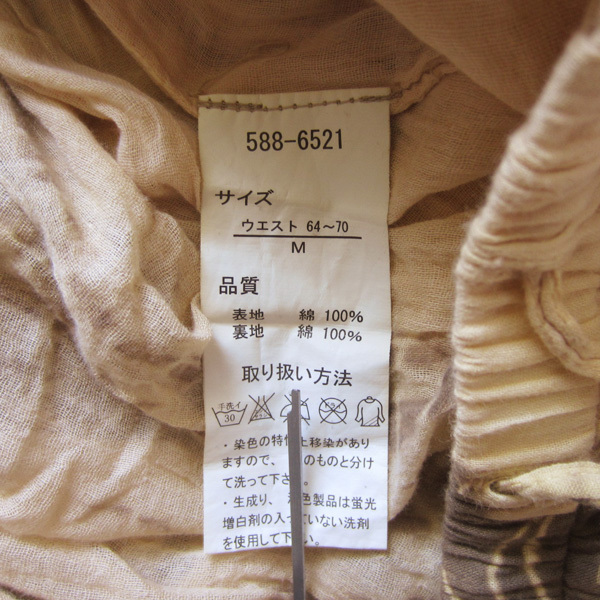 588-6521
サイズ
ウエスト 64～70
M
品質
表地 綿 100%
裏地 綿 100%
取り扱い方法
手洗イ
30
・染色の特性上移染があり
ますので、のものと分け
て洗って下さい。
・生成り、色製品は蛍光
増白剤の入っていない洗剤
を使用して下さい。